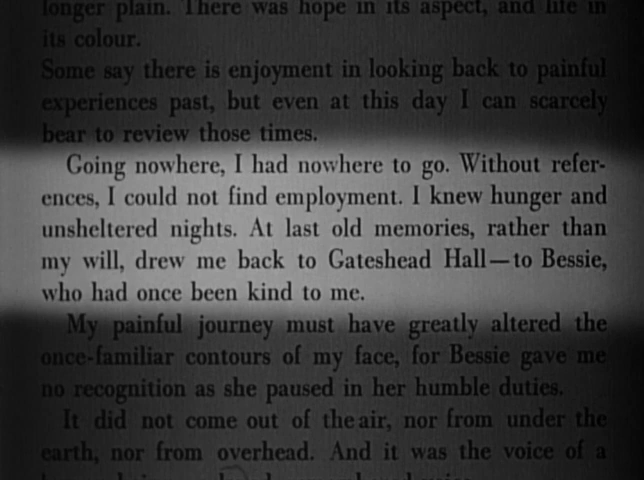 longer plain. There was hope in its aspect, and life in
its colour.
Some say there is enjoyment in looking back to painful
experiences past, but even at this day I can scarcely
bear to review those times.
Going nowhere, I had nowhere to go. Without refer-
ences, I could not find employment. I knew hunger and
unsheltered nights. At last old memories, rather than
my will, drew me back to Gateshead Hall—to Bessie,
who had once been kind to me.
My painful journey must have greatly altered the
once-familiar contours of my face, for Bessie gave me
no recognition as she paused in her humble duties.
It did not come out of the air, nor from under the
earth, nor from overhead. And it was the voice of a